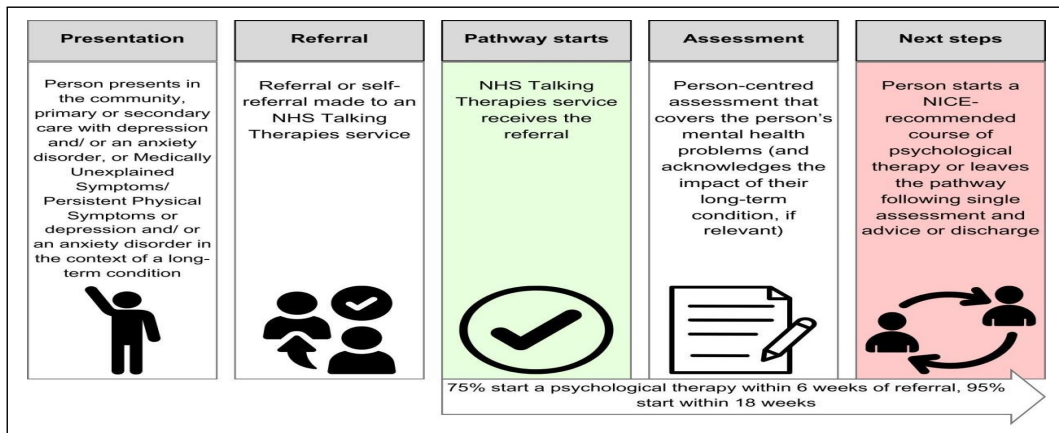 Presentation
Person presents in
the community,
primary or secondary
care with depression
and/ or an anxiety
disorder, or Medically
Unexplained
Symptoms/
Persistent Physical
Symptoms or
depression and/ or
an anxiety disorder in
the context of a long-
term condition
Referral
Referral or self-
referral made to an
NHS Talking
Therapies service
Pathway starts
NHS Talking
Therapies service
receives the
referral
Assessment
Person-centred
assessment that
covers the person's
mental health
problems (and
acknowledges the
impact of their
long-term
condition, if
relevant)
Next steps
Person starts a
NICE-
recommended
course of
psychological
therapy or leaves
the pathway
following single
assessment and
advice or discharge
75% start a psychological therapy within 6 weeks of referral, 95%
start within 18 weeks